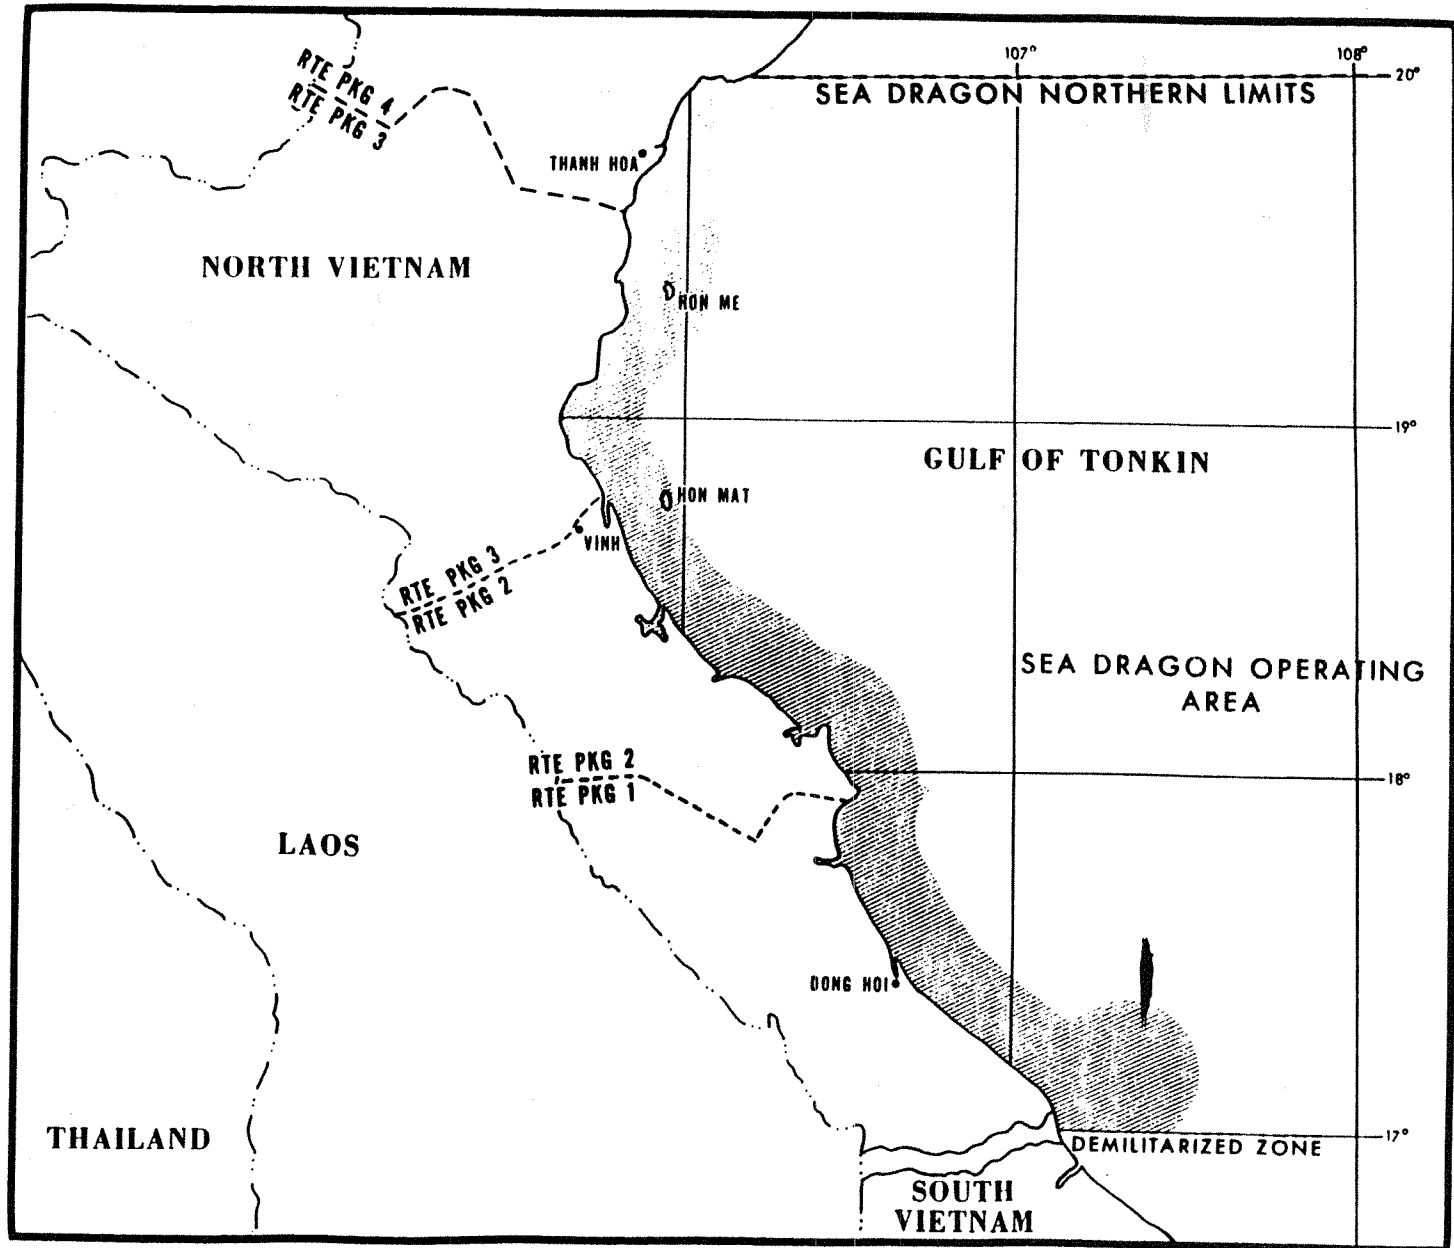 107°
108°
20°
RTE PKG 4
RTE PKG 3
SEA DRAGON NORTHERN LIMITS
THANH HOA
NORTH VIETNAM
HON ME
19°
GULF OF TONKIN
HON MAT
VINH
RTE PKG 3
RTE PKG 2
SEA DRAGON OPERATING
AREA
RTE PKG 2
RTE PKG 1
18°
LAOS
DONG HOI
THAILAND
17°
DEMILITARIZED ZONE
SOUTH
VIETNAM